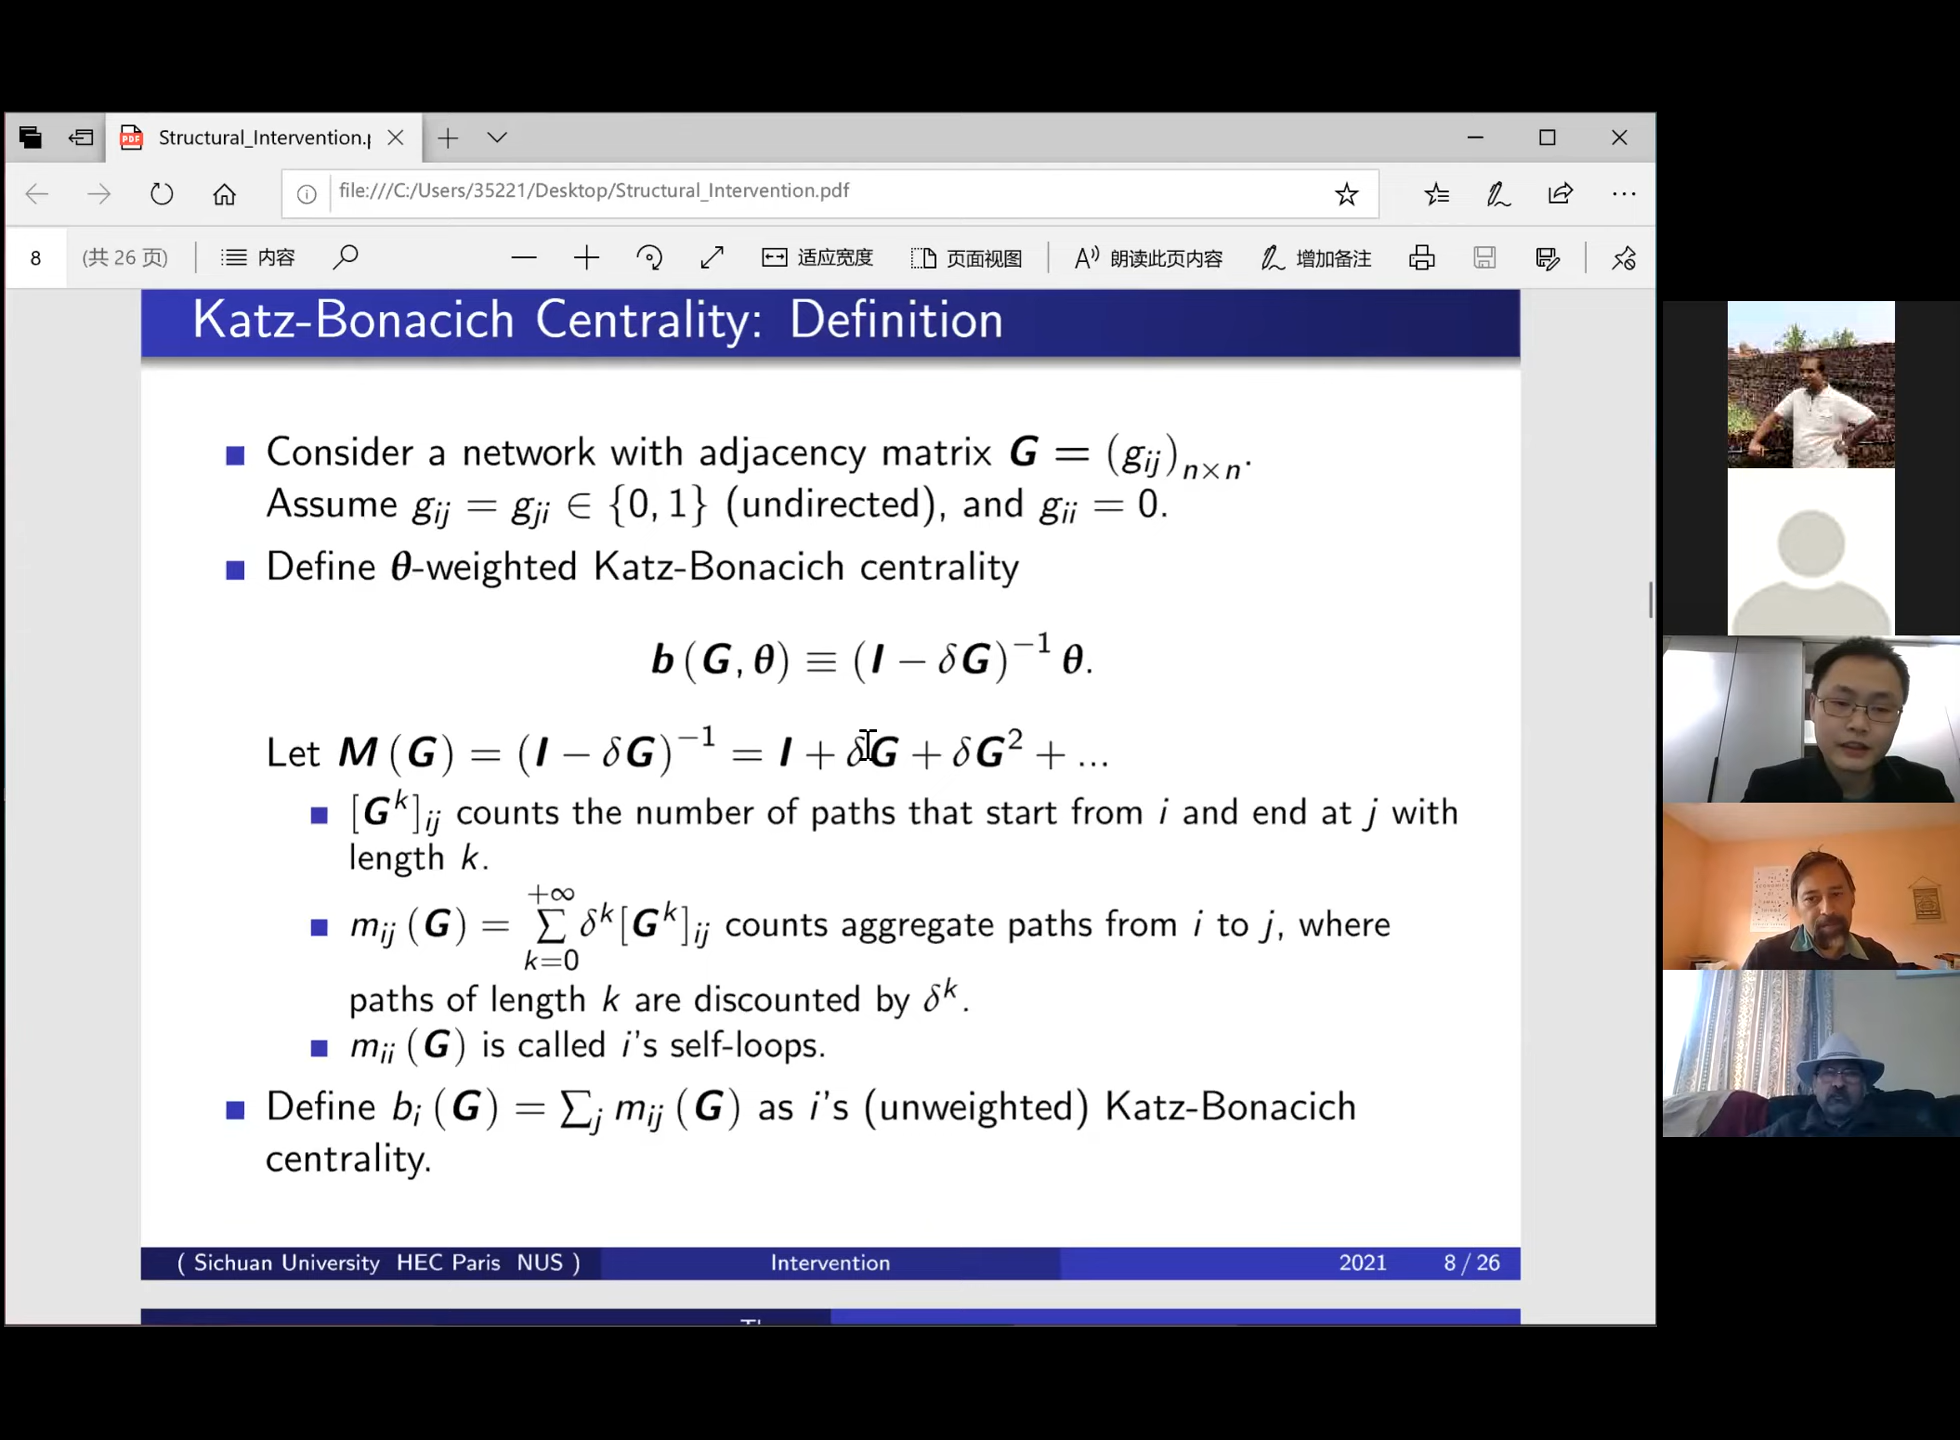 Structural_Intervention.p
file:///C:/Users/35221/Desktop/Structural_Intervention.pdf
8 (共 26 页) 内容 适应宽度 页面视图 A 朗读此页内容 增加备注
Katz-Bonacich Centrality: Definition
Consider a network with adjacency matrix G = (g_ij)_{n×n}.
Assume g_ij = g_ji ∈ {0, 1} (undirected), and g_ii = 0.
Define θ-weighted Katz-Bonacich centrality
b (G, θ) ≡ (I − δG)^{−1} θ.
Let M (G) = (I − δG)^{−1} = I + δG + δG² + ...
[G^k]_ij counts the number of paths that start from i and end at j with
length k.
m_ij (G) = ∑_{k=0}^{+∞} δ^k [G^k]_ij counts aggregate paths from i to j, where
paths of length k are discounted by δ^k.
m_ii (G) is called i's self-loops.
Define b_i (G) = ∑_j m_ij (G) as i's (unweighted) Katz-Bonacich
centrality.
( Sichuan University HEC Paris NUS ) Intervention 2021 8 / 26